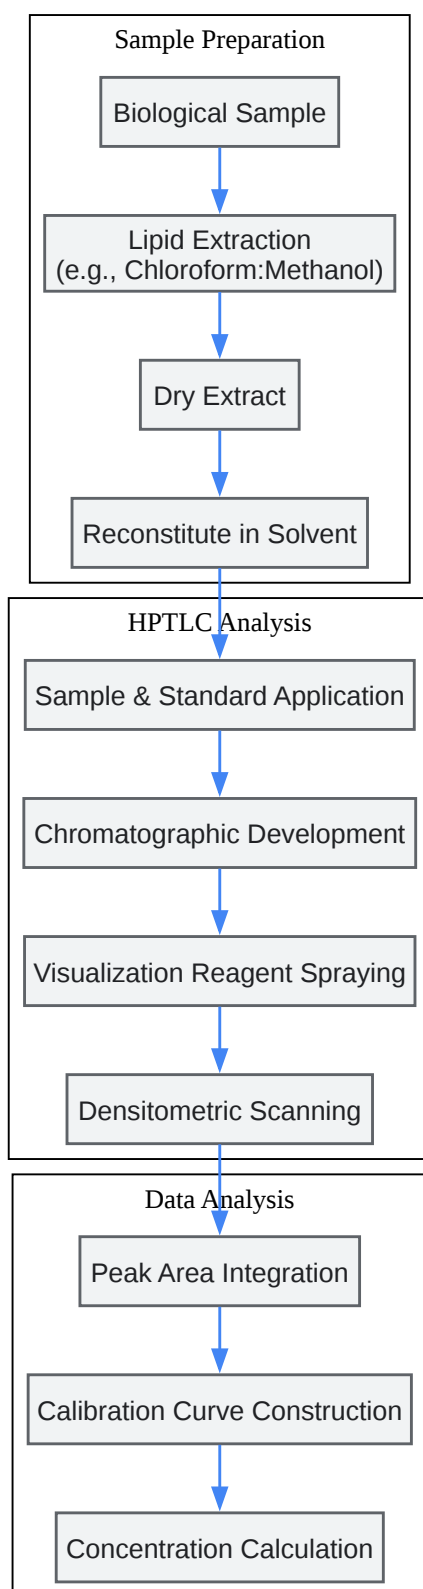 Sample Preparation
Biological Sample
Lipid Extraction
(e.g., Chloroform:Methanol)
Dry Extract
Reconstitute in Solvent
HPTLC Analysis
Sample & Standard Application
Chromatographic Development
Visualization Reagent Spraying
Densitometric Scanning
Data Analysis
Peak Area Integration
Calibration Curve Construction
Concentration Calculation